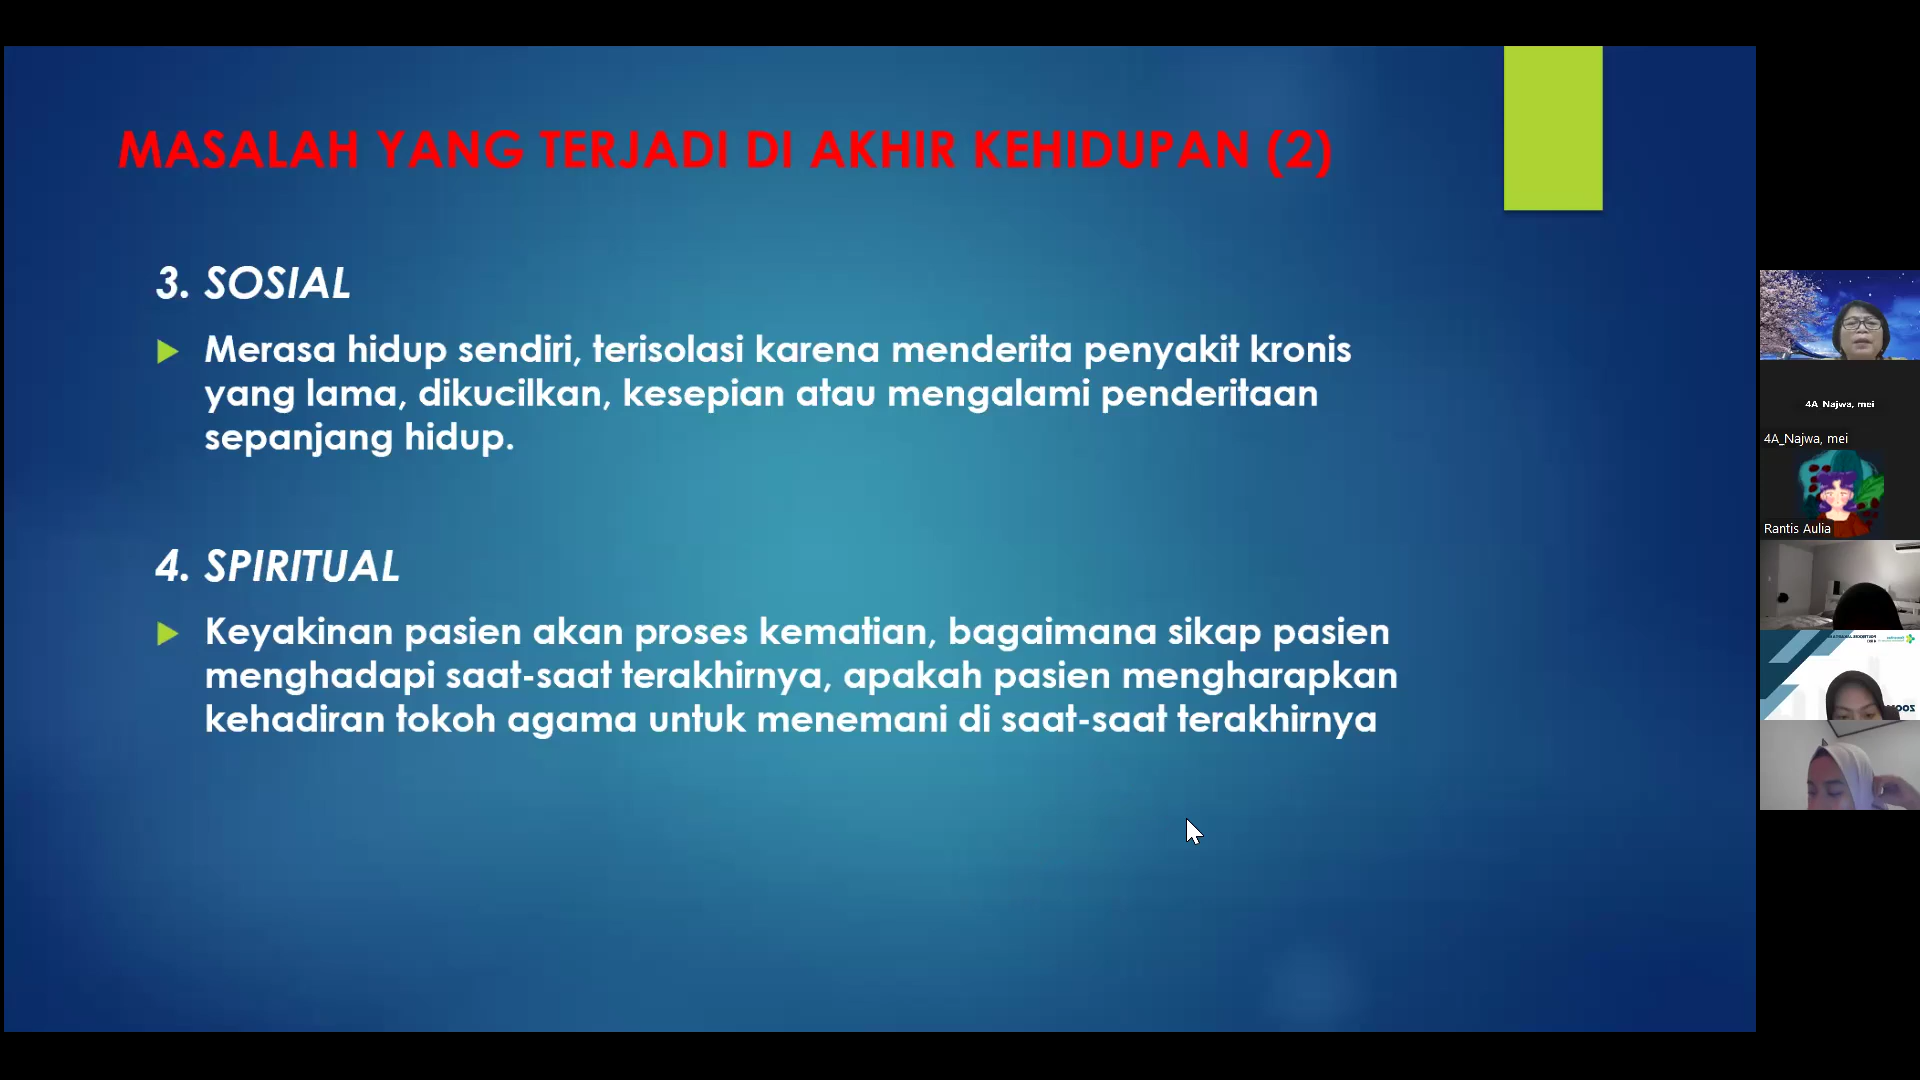 MASALAH YANG TERJADI DI AKHIR KEHIDUPAN (2)
3. SOSIAL
Merasa hidup sendiri, terisolasi karena menderita penyakit kronis
yang lama, dikucilkan, kesepian atau mengalami penderitaan
sepanjang hidup.
4. SPIRITUAL
Keyakinan pasien akan proses kematian, bagaimana sikap pasien
menghadapi saat-saat terakhirnya, apakah pasien mengharapkan
kehadiran tokoh agama untuk menemani di saat-saat terakhirnya
4A_Najwa, mei
4A_Najwa, mei
Rantis Aulia